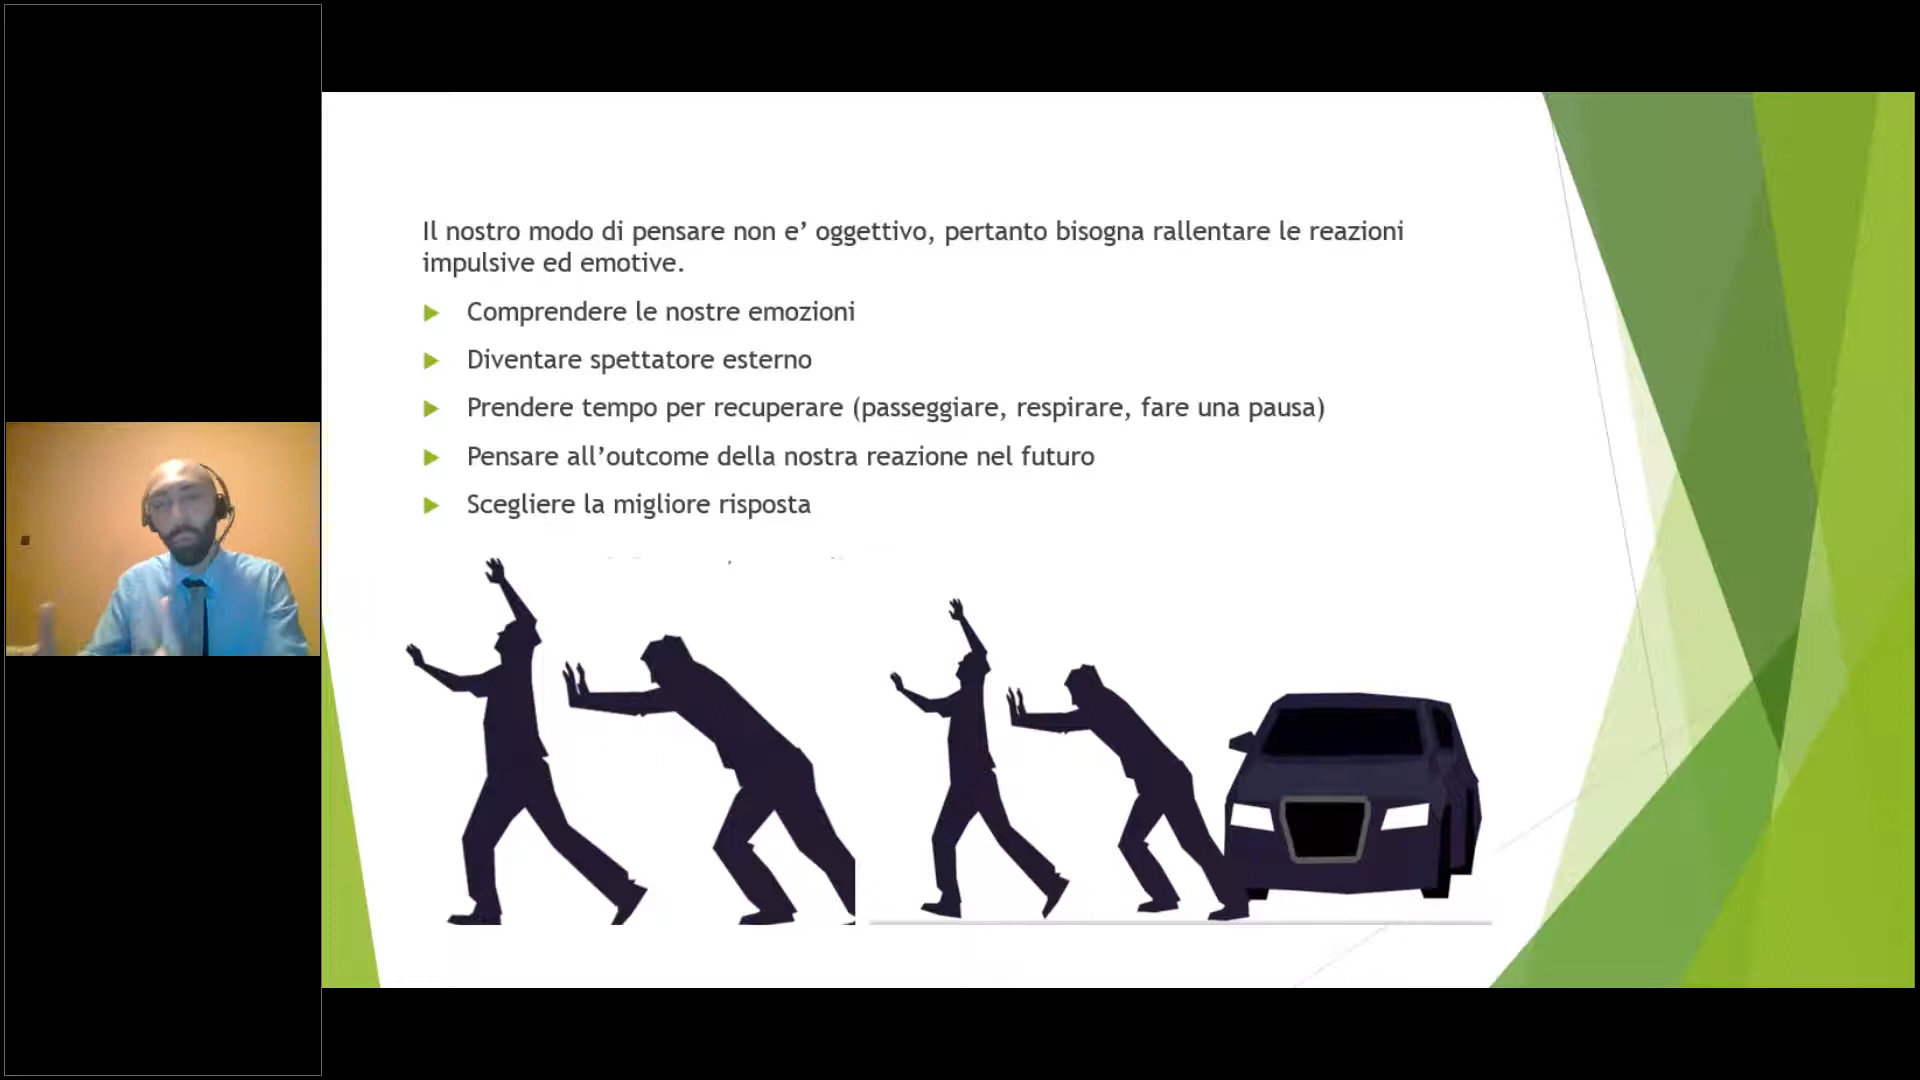 Il nostro modo di pensare non e’ oggettivo, pertanto bisogna rallentare le reazioni
impulsive ed emotive.
Comprendere le nostre emozioni
Diventare spettatore esterno
Prendere tempo per recuperare (passeggiare, respirare, fare una pausa)
Pensare all’outcome della nostra reazione nel futuro
Scegliere la migliore risposta